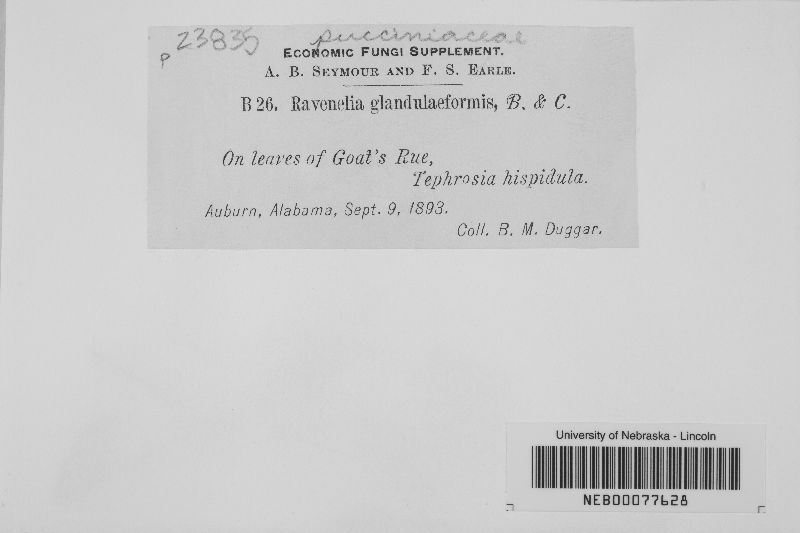 P 23835 pucciniaceae
Economic Fungi Supplement.
A. B. Seymour and F. S. Earle.
B 26. Ravenelia glandulaeformis, B. & C.
On leaves of Goat's Rue,
Tephrosia hispidula.
Auburn, Alabama, Sept. 9, 1893.
Coll. B. M. Duggar.
University of Nebraska - Lincoln
NEB00077628